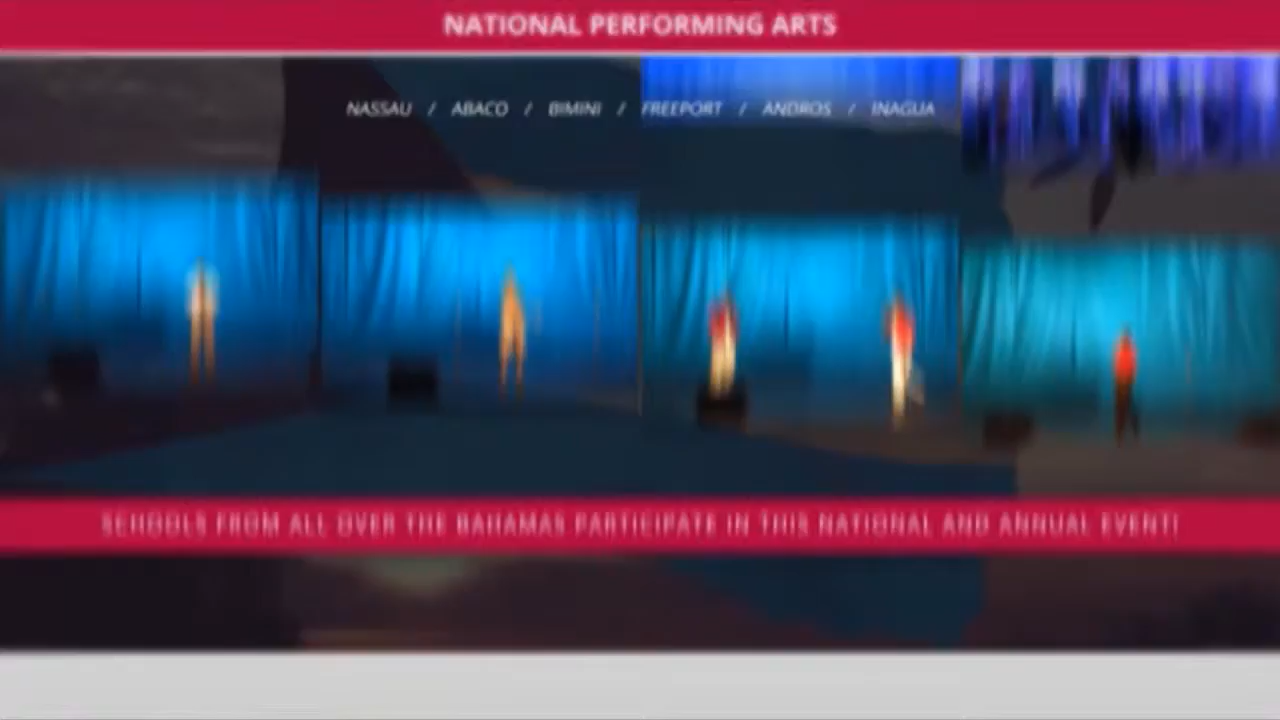 NATIONAL PERFORMING ARTS
NASSAU / ABACO / BIMINI / FREEPORT / ANDROS / INAGUA
SCHOOLS FROM ALL OVER THE BAHAMAS PARTICIPATE IN THIS NATIONAL AND ANNUAL EVENT!